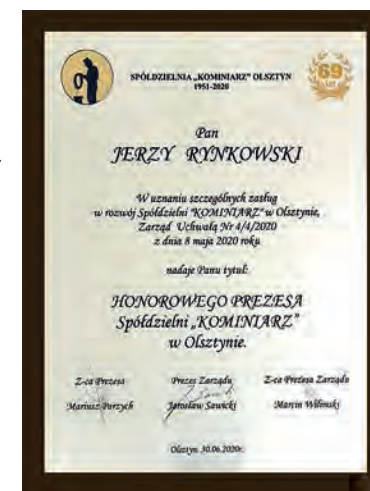 SPÓŁDZIELNIA „KOMINIARZ” OLSZTYN
1951-2020
69
LAT
Pan
JERZY RYNKOWSKI
W uznaniu szczególnych zasług
w rozwój Spółdzielni "KOMINIARZ" w Olsztynie,
Zarząd Uchwałą Nr 4/4/2020
z dnia 8 maja 2020 roku
nadaje Panu tytuł:
HONOROWEGO PREZESA
Spółdzielni „KOMINIARZ”
w Olsztynie.
Z-ca Prezesa Prezes Zarządu Z-ca Prezesa Zarządu
Mariusz Parzych Jarosław Sawicki Marcin Wilimski
Olsztyn, 30.06.2020r.